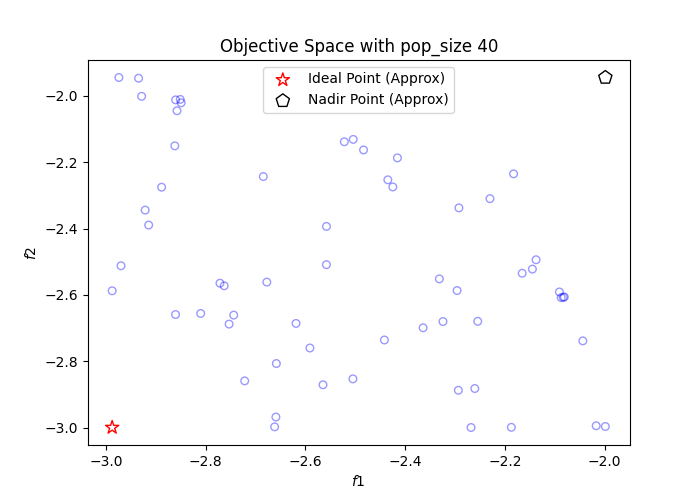 Objective Space with pop_size 40
Ideal Point (Approx)
Nadir Point (Approx)
f2
−2.0
−2.2
−2.4
−2.6
−2.8
−3.0
−3.0
−2.8
−2.6
−2.4
−2.2
−2.0
f1